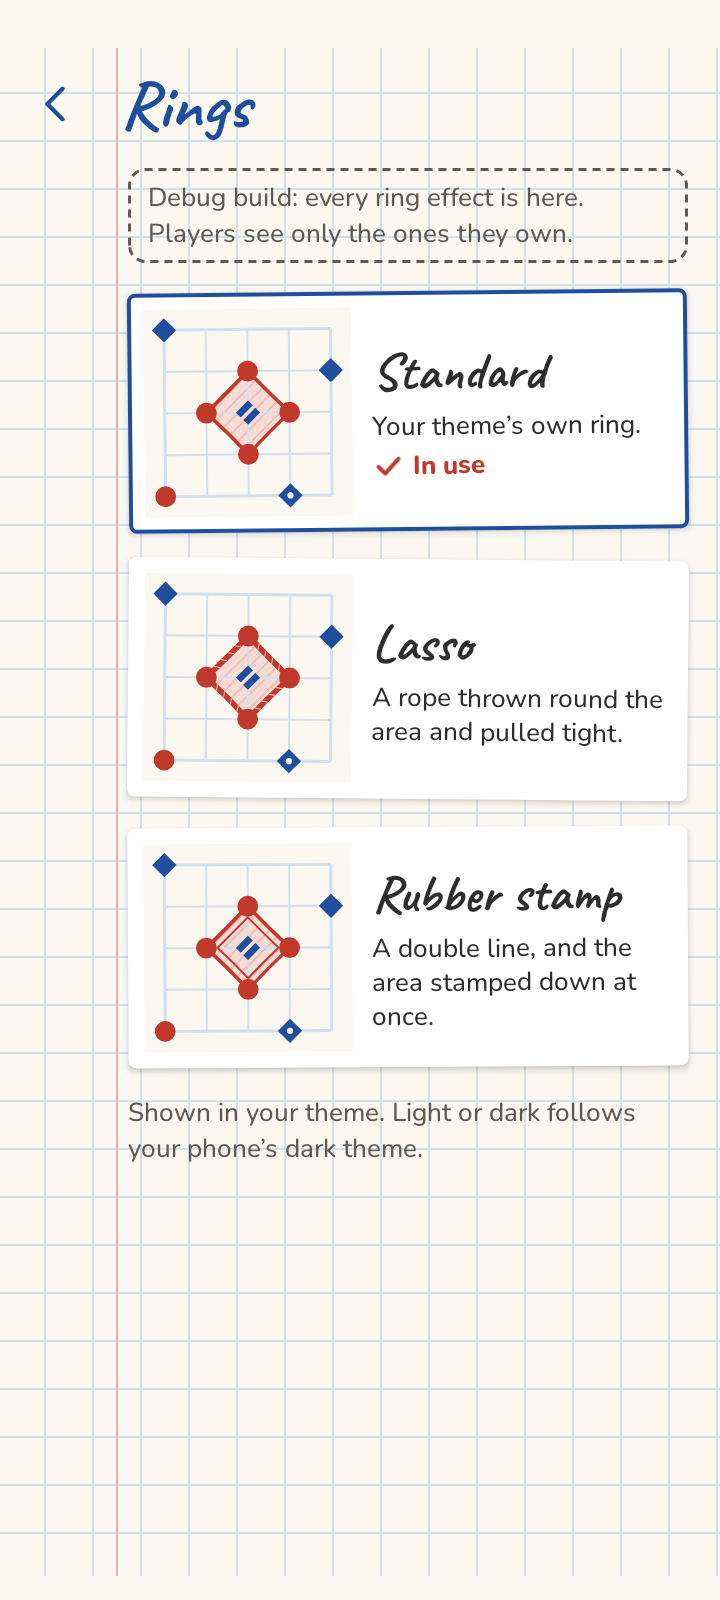 Rings
Debug build: every ring effect is here.
Players see only the ones they own.
Standard
Your theme’s own ring.
In use
Lasso
A rope thrown round the
area and pulled tight.
Rubber stamp
A double line, and the
area stamped down at
once.
Shown in your theme. Light or dark follows
your phone’s dark theme.